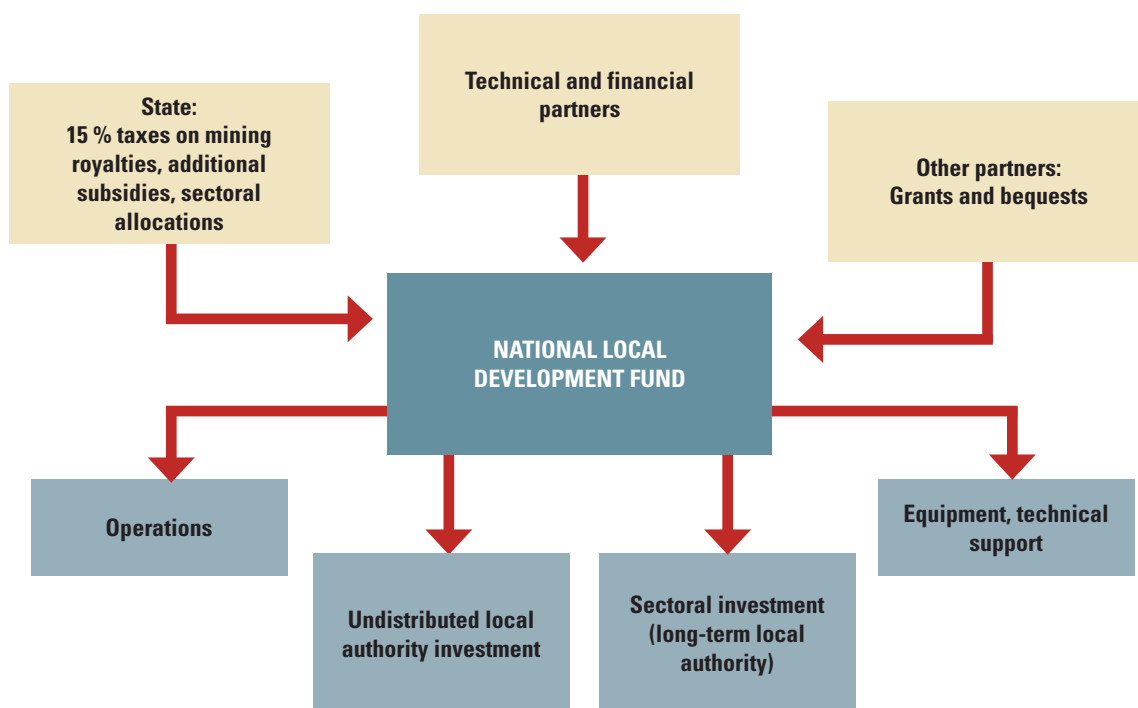 State:
15 % taxes on mining
royalties, additional
subsidies, sectoral
allocations
Technical and financial
partners
Other partners:
Grants and bequests
NATIONAL LOCAL
DEVELOPMENT FUND
Operations
Undistributed local
authority investment
Sectoral investment
(long-term local
authority)
Equipment, technical
support